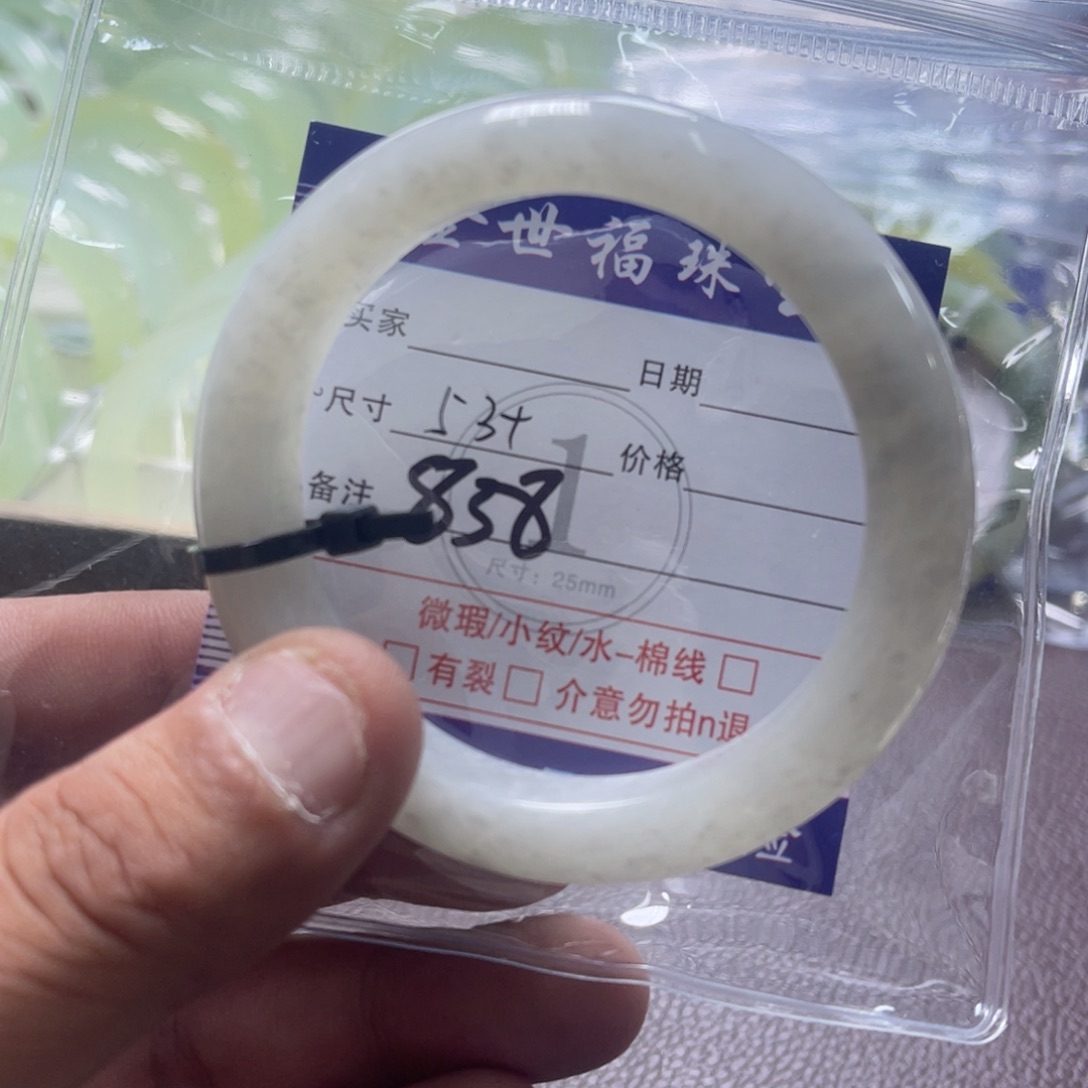 世福珠
买家
日期
尺寸 53+
价格
备注 858
1
尺寸：25mm
微瑕/小纹/水-棉线 □
□有裂□ 介意勿拍n退